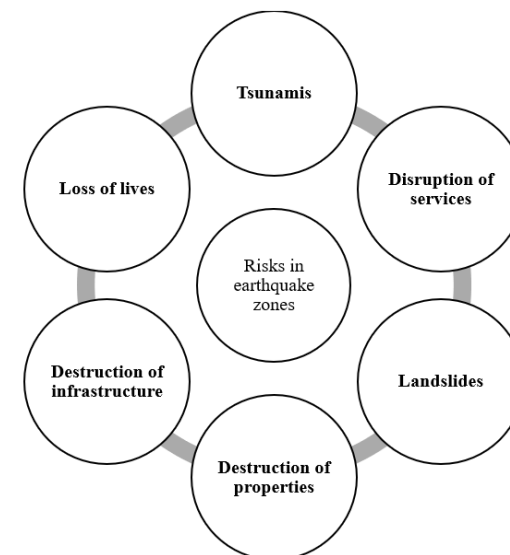 Tsunamis
Disruption of
services
Landslides
Destruction of
properties
Destruction of
infrastructure
Loss of lives
Risks in
earthquake
zones